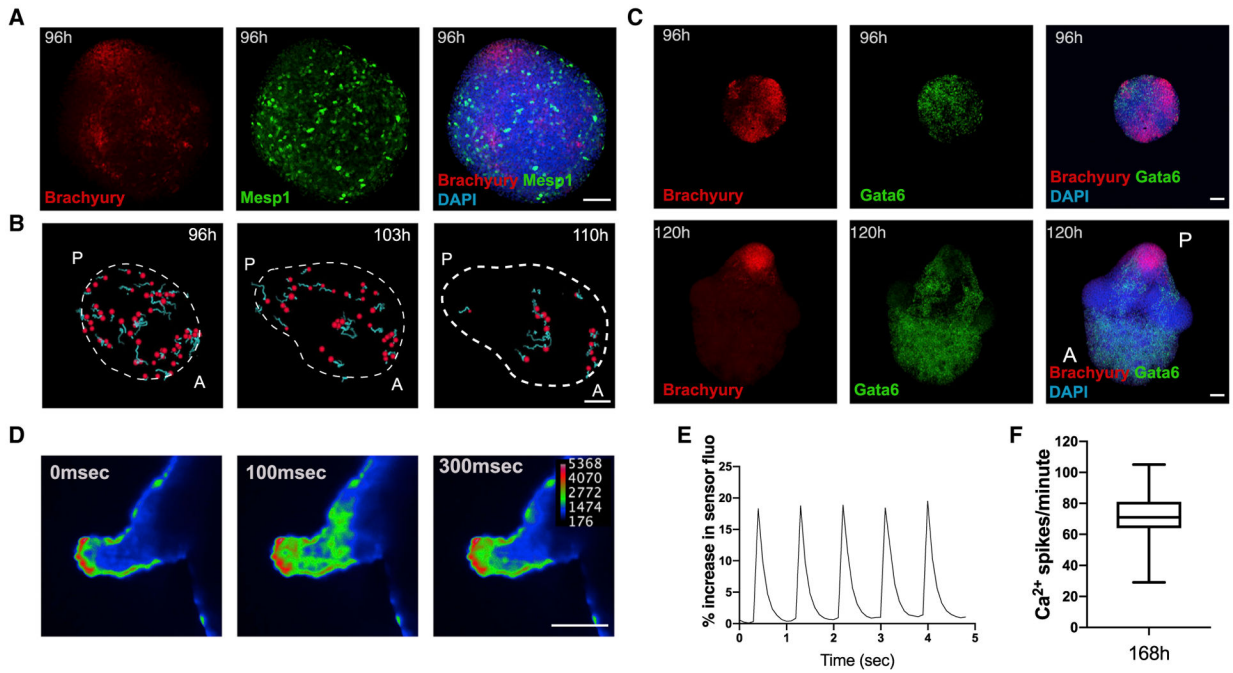 A
96h
Brachyury
96h
Mesp1
96h
Brachyury Mesp1
DAPI
B
96h
P
A
103h
P
A
110h
P
A
C
96h
Brachyury
96h
Gata6
96h
Brachyury Gata6
DAPI
120h
Brachyury
120h
Gata6
120h
P
A
Brachyury Gata6
DAPI
D
0msec
100msec
300msec
5368
4070
2772
1474
176
E
% increase in sensor fluo
25
20
15
10
5
0
0 1 2 3 4 5
Time (sec)
F
Ca²⁺ spikes/minute
120
100
80
60
40
20
0
168h